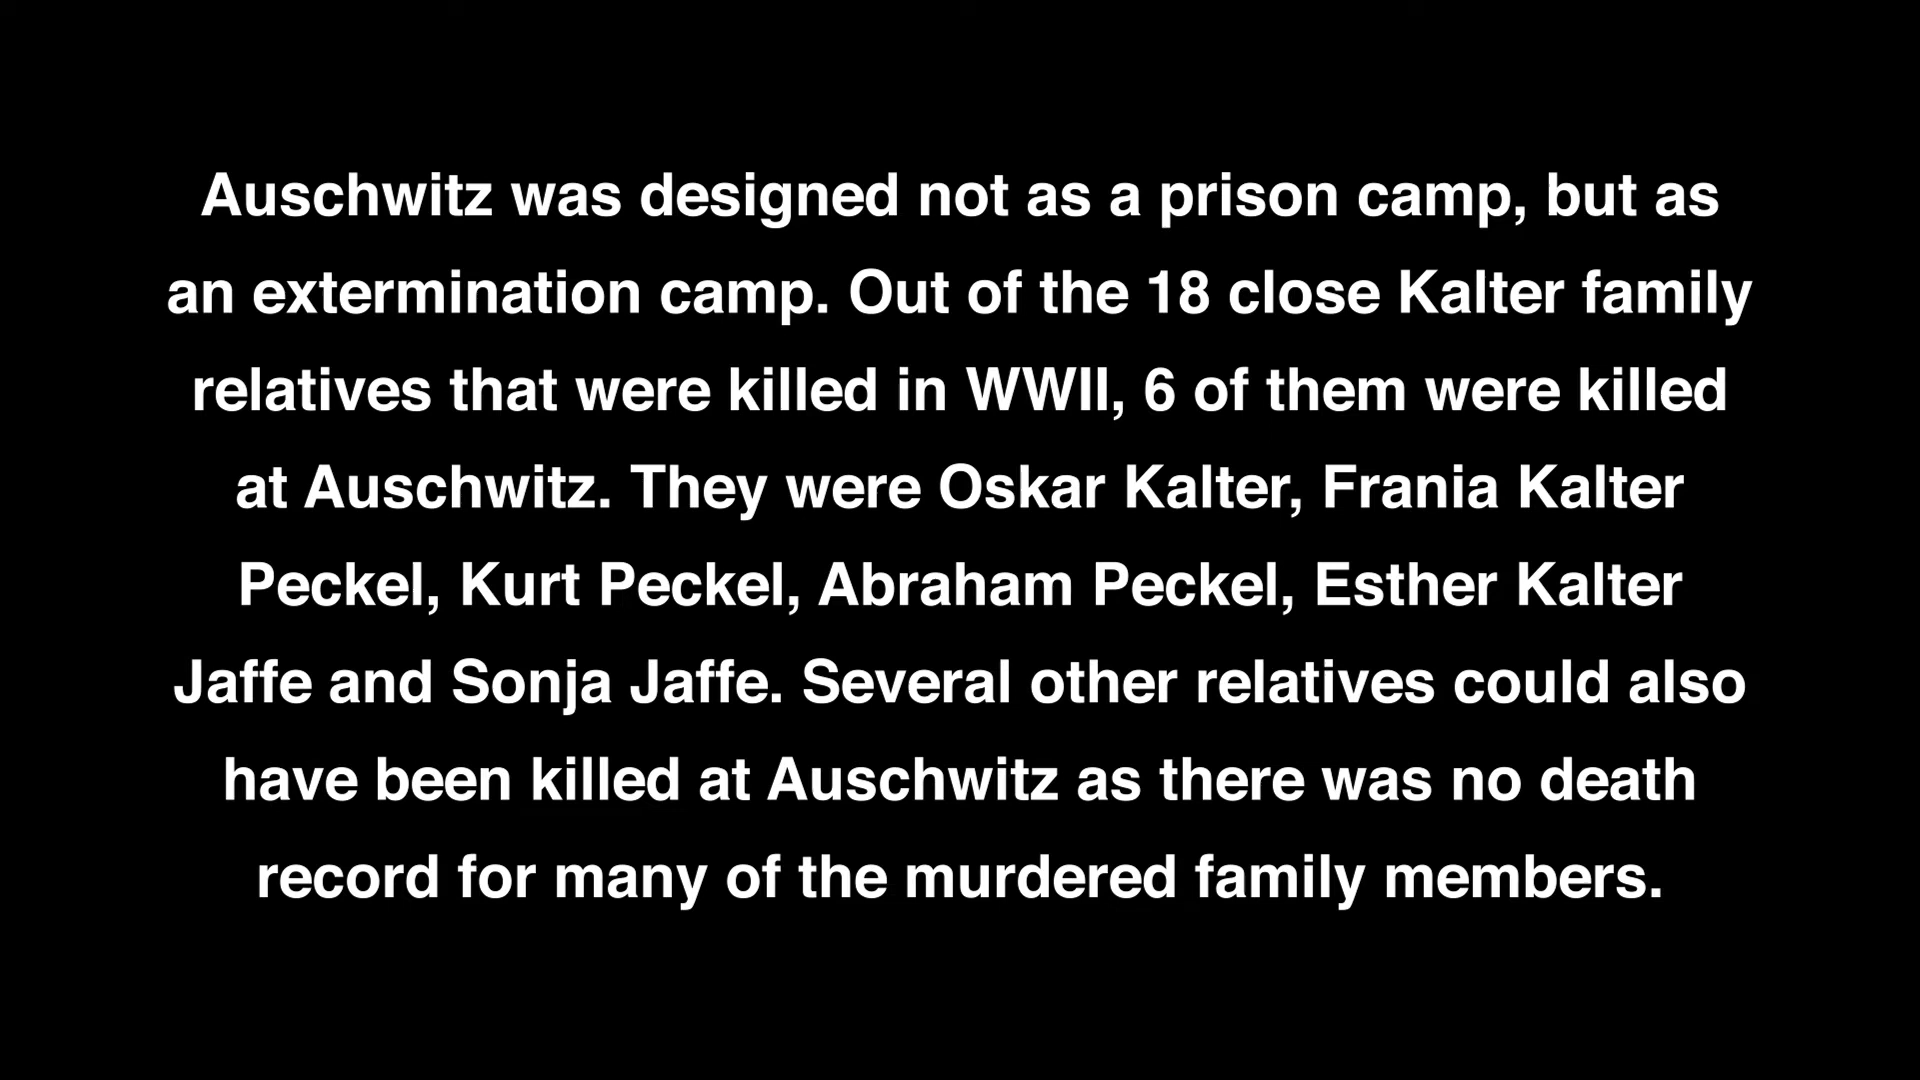 Auschwitz was designed not as a prison camp, but as
an extermination camp. Out of the 18 close Kalter family
relatives that were killed in WWII, 6 of them were killed
at Auschwitz. They were Oskar Kalter, Frania Kalter
Peckel, Kurt Peckel, Abraham Peckel, Esther Kalter
Jaffe and Sonja Jaffe. Several other relatives could also
have been killed at Auschwitz as there was no death
record for many of the murdered family members.